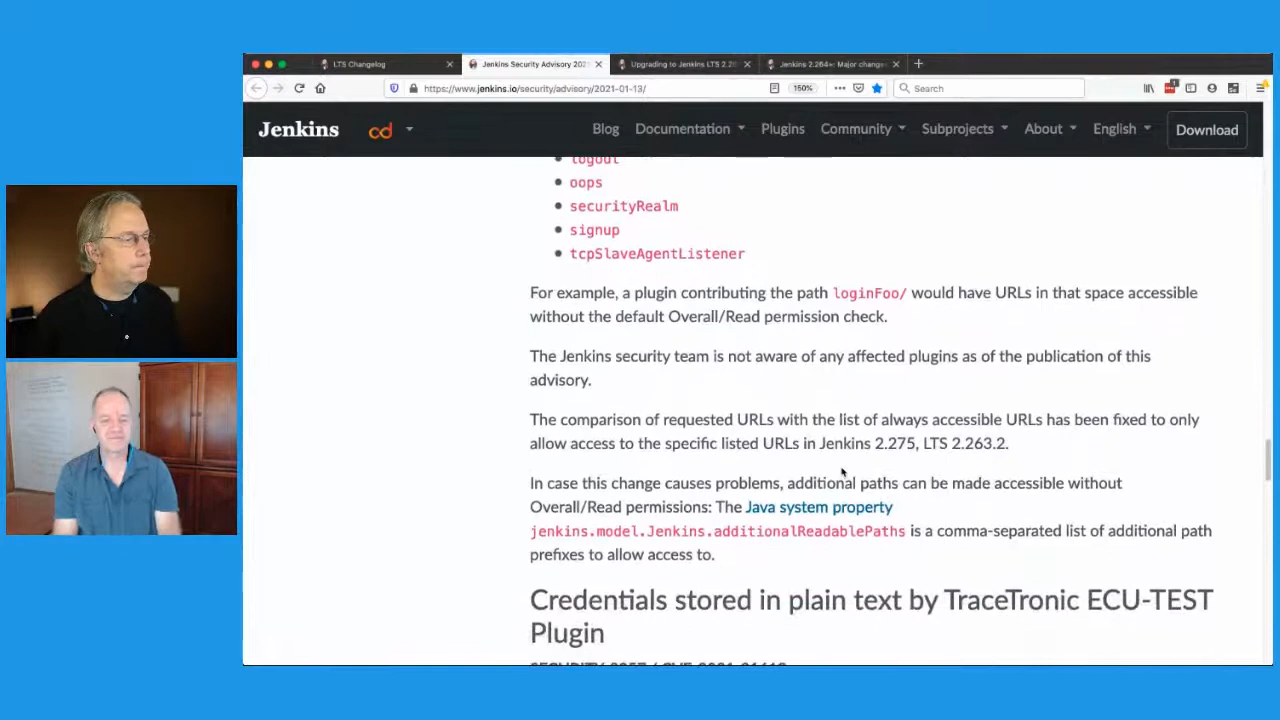 LTS Changelog
Jenkins Security Advisory 202
Upgrading to Jenkins LTS 2.2
Jenkins 2.264+: Major change
https://www.jenkins.io/security/advisory/2021-01-13/
150%
Search
Jenkins
cd
Blog
Documentation
Plugins
Community
Subprojects
About
English
Download
logout
oops
securityRealm
signup
tcpSlaveAgentListener
For example, a plugin contributing the path loginFoo/ would have URLs in that space accessible
without the default Overall/Read permission check.
The Jenkins security team is not aware of any affected plugins as of the publication of this
advisory.
The comparison of requested URLs with the list of always accessible URLs has been fixed to only
allow access to the specific listed URLs in Jenkins 2.275, LTS 2.263.2.
In case this change causes problems, additional paths can be made accessible without
Overall/Read permissions: The Java system property
jenkins.model.Jenkins.additionalReadablePaths is a comma-separated list of additional path
prefixes to allow access to.
Credentials stored in plain text by TraceTronic ECU-TEST
Plugin